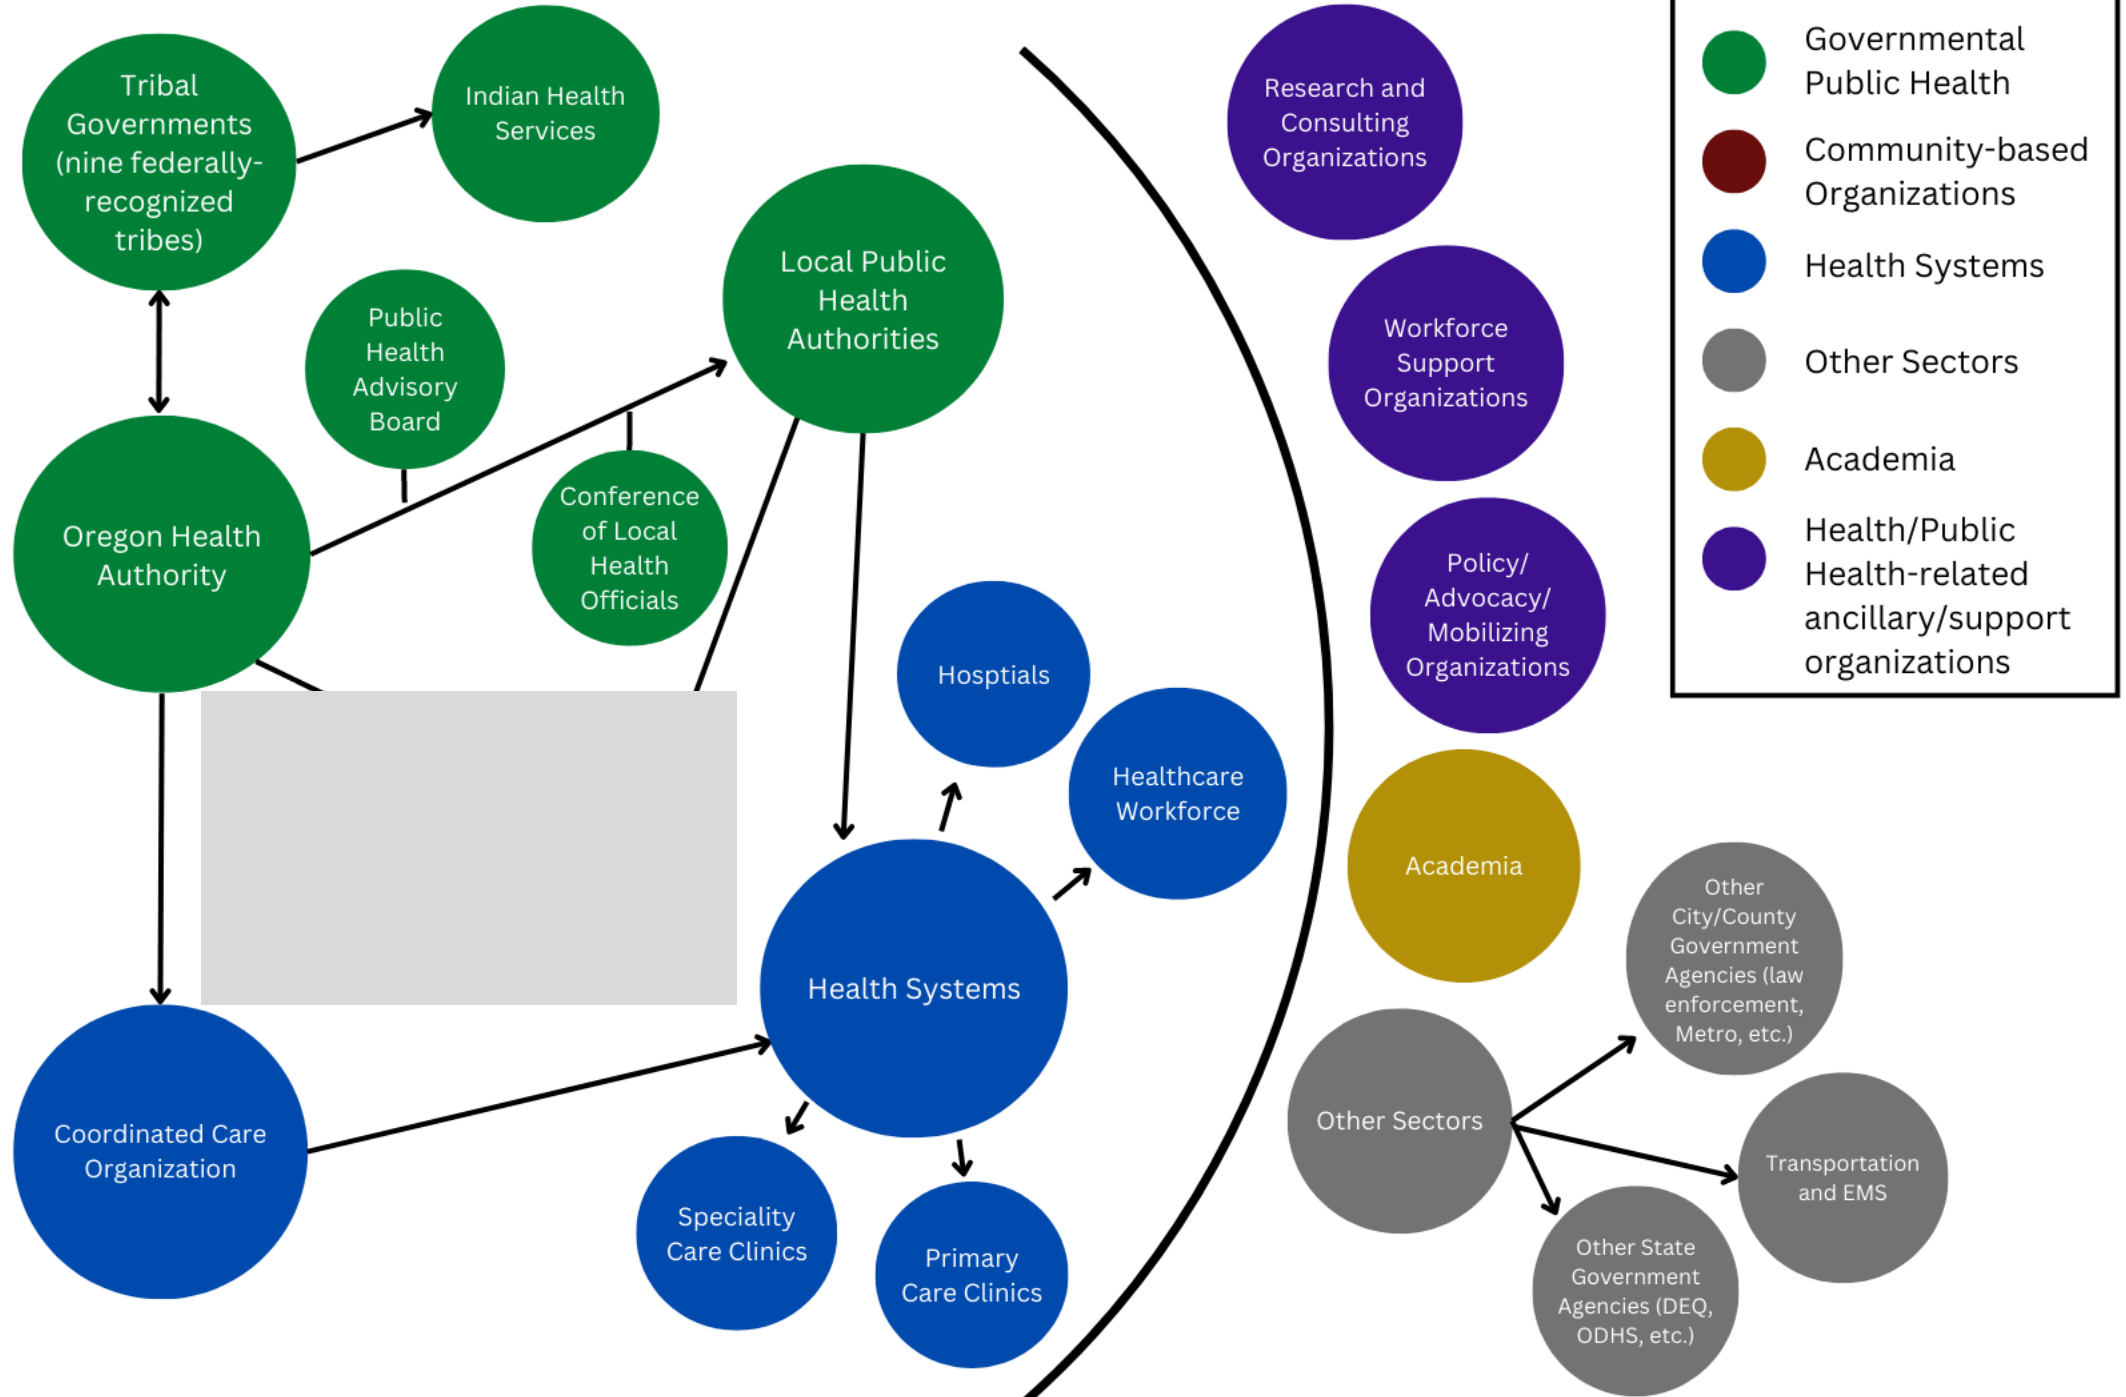 Tribal
Governments
(nine federally-
recognized
tribes)
Indian Health
Services
Public
Health
Advisory
Board
Local Public
Health
Authorities
Oregon Health
Authority
Conference
of Local
Health
Officials
Hosptials
Healthcare
Workforce
Health Systems
Coordinated Care
Organization
Speciality
Care Clinics
Primary
Care Clinics
Research and
Consulting
Organizations
Workforce
Support
Organizations
Policy/
Advocacy/
Mobilizing
Organizations
Academia
Other Sectors
Other
City/County
Government
Agencies (law
enforcement,
Metro, etc.)
Transportation
and EMS
Other State
Government
Agencies (DEQ,
ODHS, etc.)
Governmental
Public Health
Community-based
Organizations
Health Systems
Other Sectors
Academia
Health/Public
Health-related
ancillary/support
organizations